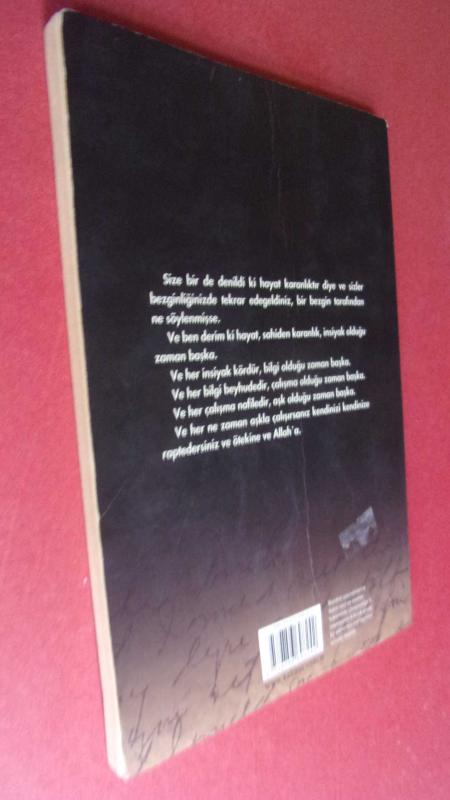 Size bir de denildi ki hayat karanlıktır diye ve sizler
bezginliğinizde tekrar edegeldiniz, bir bezgin tarafından
ne söylenmişse.
Ve ben derim ki hayat, sahiden karanlık, insiyak olduğu
zaman başka.
Ve her insiyak kördür, bilgi olduğu zaman başka.
Ve her bilgi beyhudedir, çalışma olduğu zaman başka.
Ve her çalışma nafiledir, aşk olduğu zaman başka.
Ve her ne zaman aşkla çalışırsanız kendinizi kendinize
raptedersiniz ve ötekine ve Allah'a.